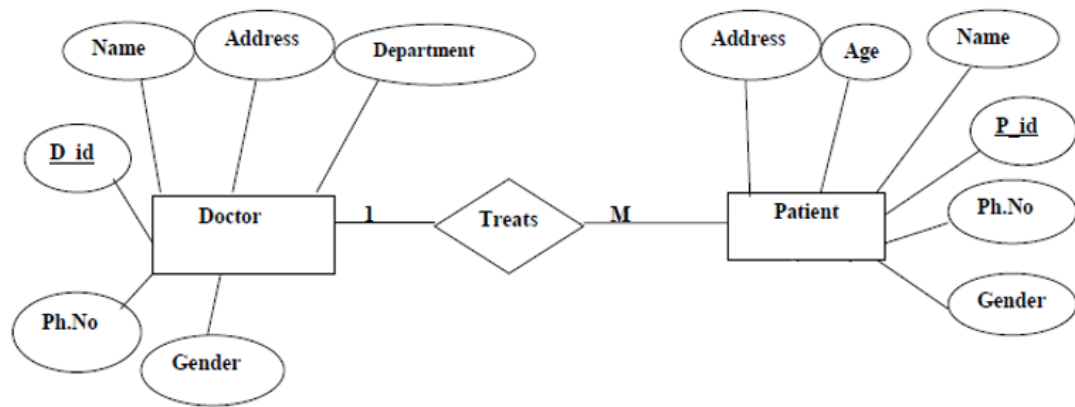 Name
Address
Department
Address
Age
Name
D_id
P_id
Doctor
1
Treats
M
Patient
Ph.No
Ph.No
Gender
Gender